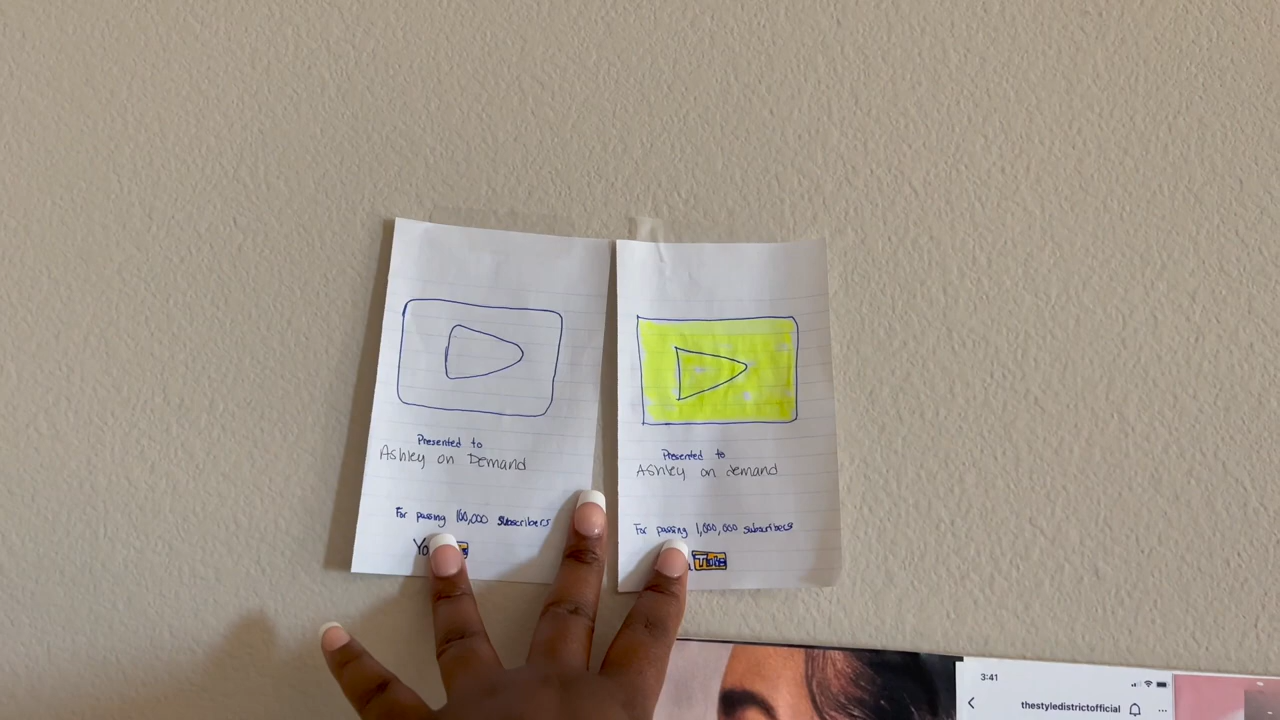 Presented to
Ashley on Demand
For passing 100,000 subscribers
Presented to
Ashley on demand
For passing 1,000,000 subscribers
Tube
3:41
thestyledistrictofficial